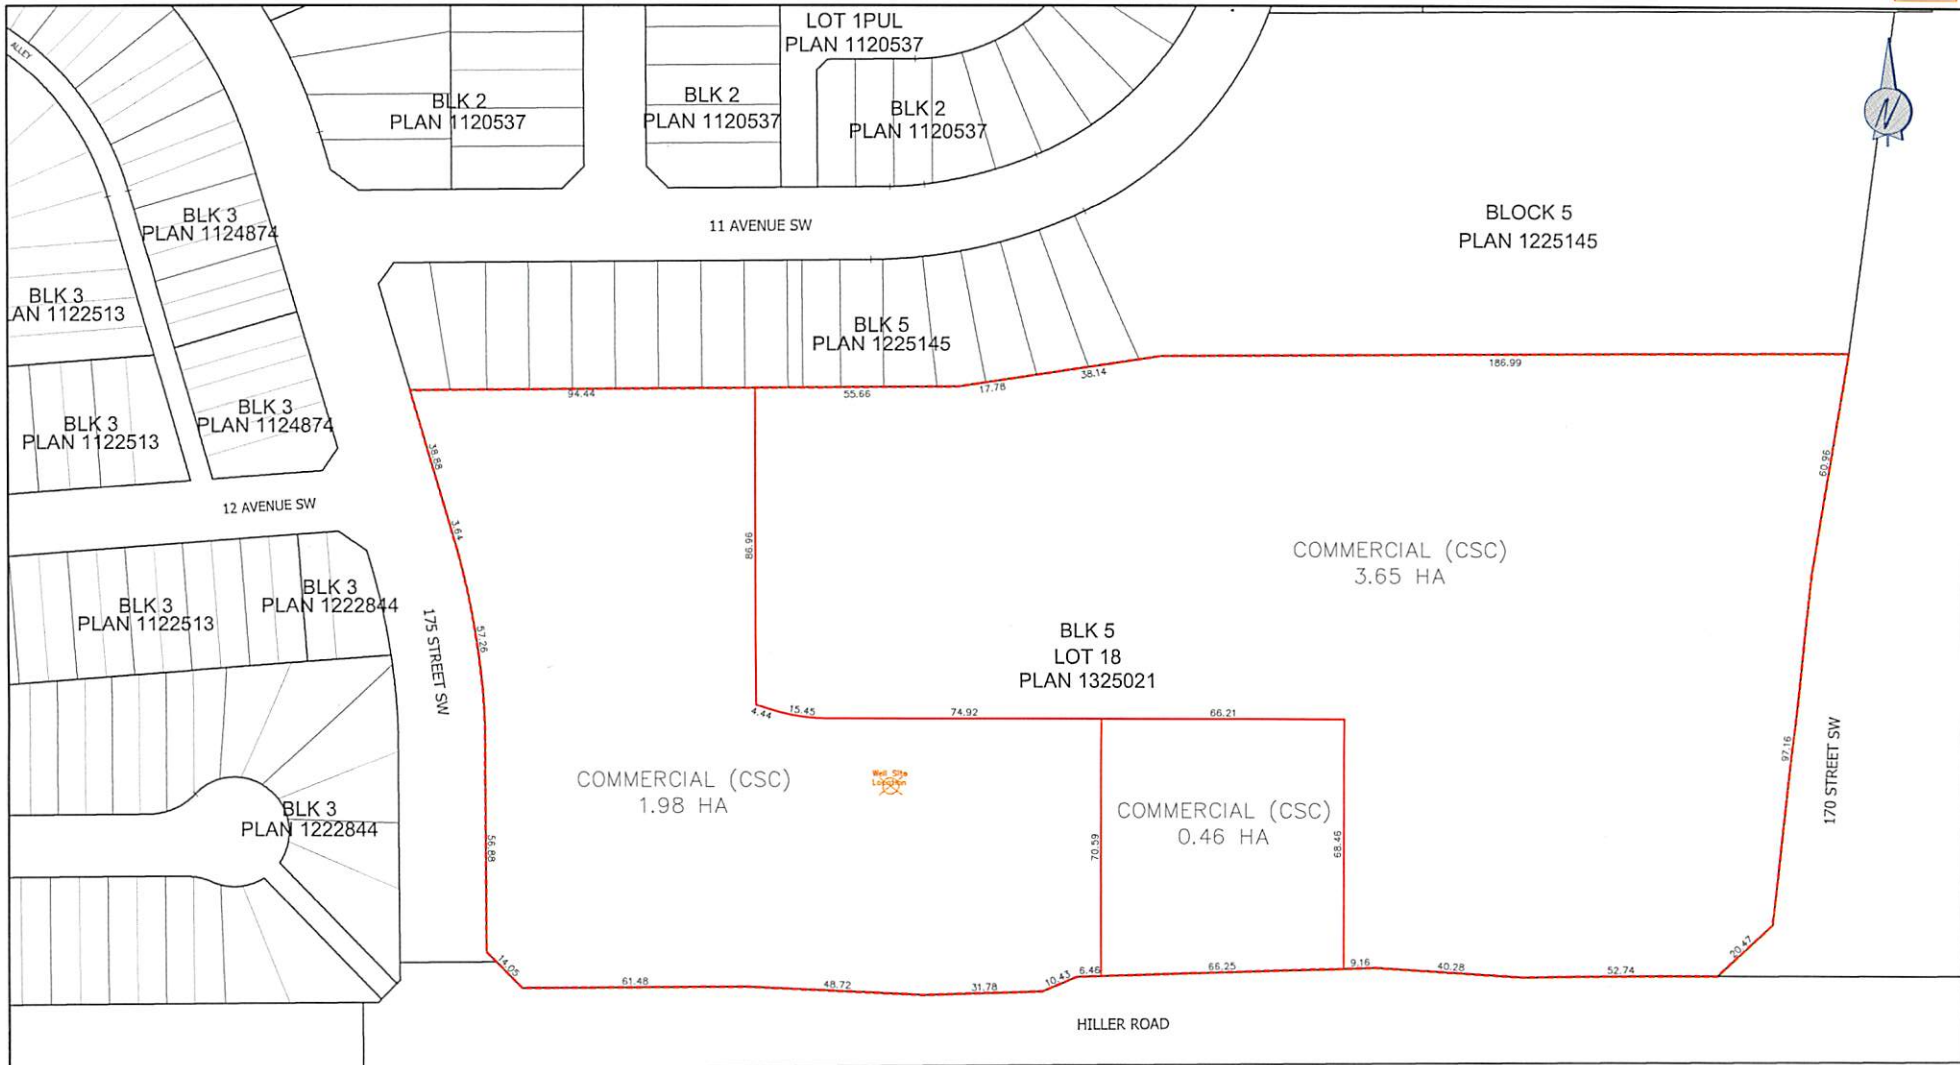 LOT 1PUL
PLAN 1120537
ALLEY
BLK 2
PLAN 1120537
BLK 2
PLAN 1120537
BLK 2
PLAN 1120537
N
BLK 3
PLAN 1124874
11 AVENUE SW
BLOCK 5
PLAN 1225145
BLK 3
LAN 1122513
BLK 5
PLAN 1225145
94.44
55.66
17.78
38.14
186.99
BLK 3
PLAN 1124874
BLK 3
PLAN 1122513
38.88
60.96
12 AVENUE SW
3.64
96.98
COMMERCIAL (CSC)
3.65 HA
BLK 3
PLAN 1122513
BLK 3
PLAN 1222844
175 STREET SW
57.26
BLK 5
LOT 18
PLAN 1325021
4.44
15.45
74.92
66.21
97.16
170 STREET SW
COMMERCIAL (CSC)
1.98 HA
Well Site
Location
COMMERCIAL (CSC)
0.46 HA
BLK 3
PLAN 1222844
56.88
70.59
68.46
14.05
61.48
48.72
31.78
10.43
6.46
66.25
9.16
40.28
52.74
20.47
HILLER ROAD